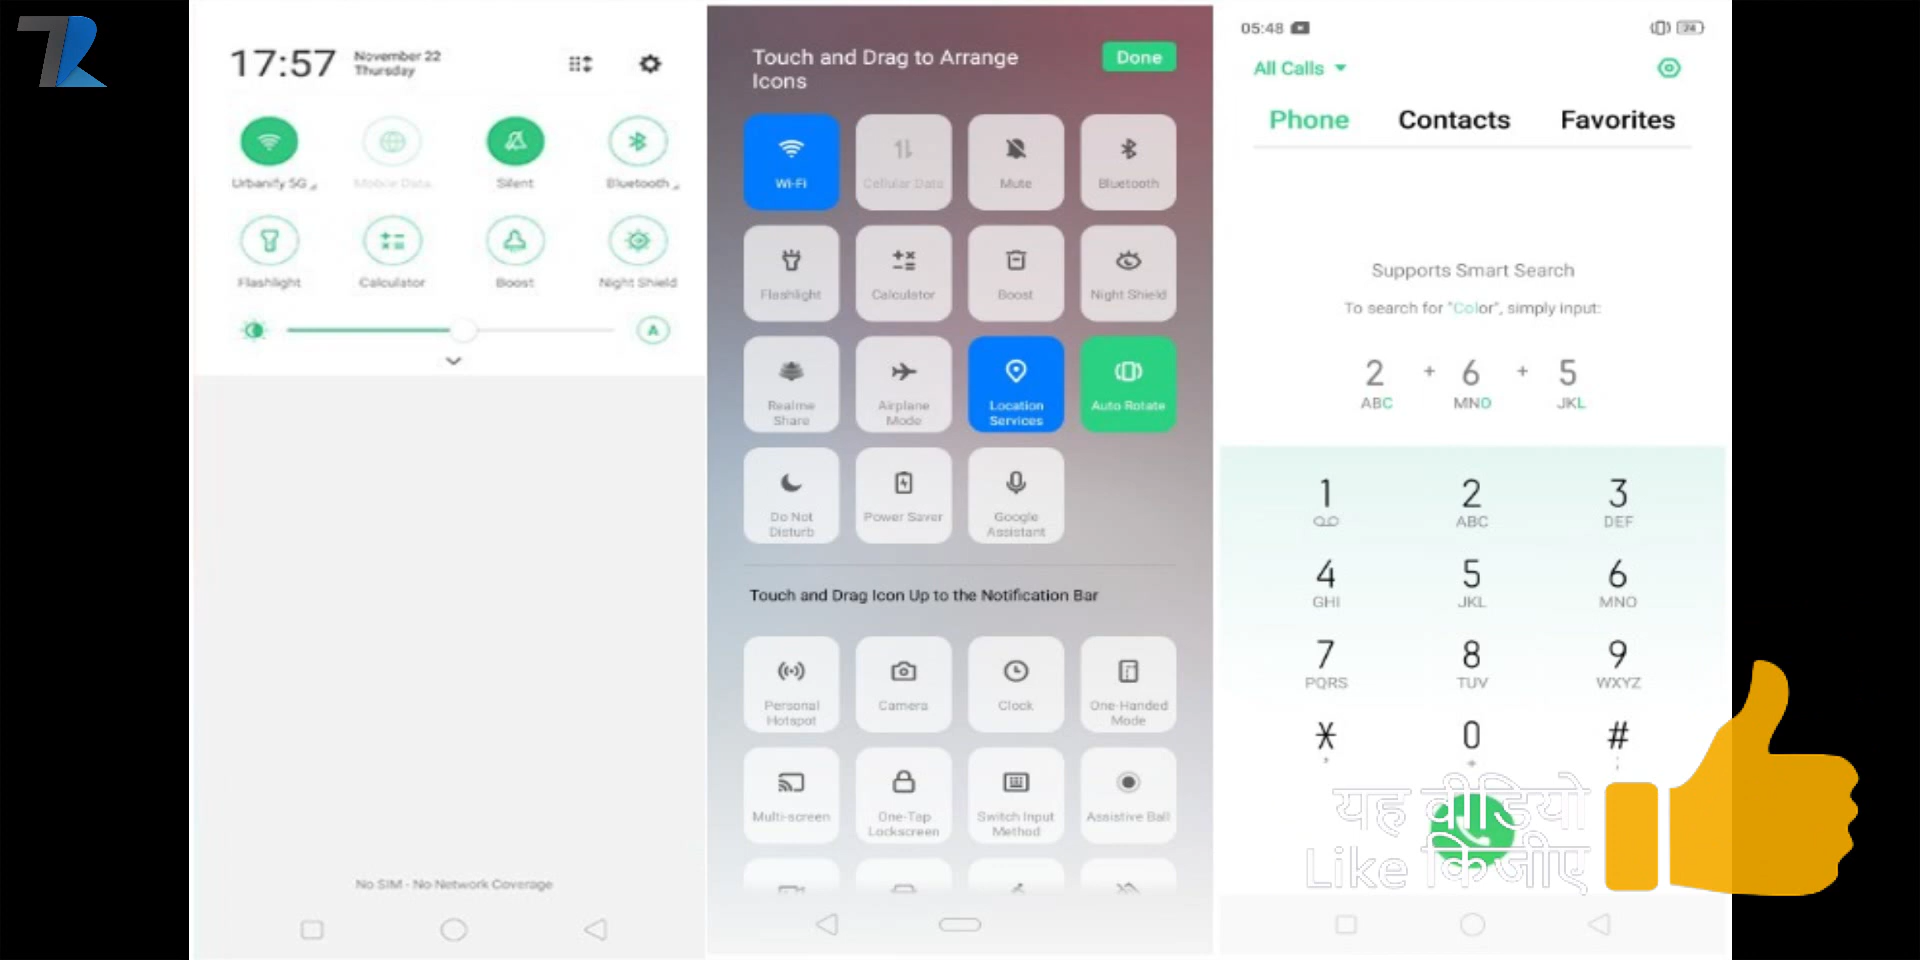 17:57
November 22
Thursday
Urbanify 5G
Mobile Data
Silent
Bluetooth
Flashlight
Calculator
Boost
Night Shield
A
No SIM - No Network Coverage
Touch and Drag to Arrange
Icons
Done
Wi-Fi
Cellular Data
Mute
Bluetooth
Flashlight
Calculator
Boost
Night Shield
Realme
Share
Airplane
Mode
Location
Services
Auto Rotate
Do Not
Disturb
Power Saver
Google
Assistant
Touch and Drag Icon Up to the Notification Bar
Personal
Hotspot
Camera
Clock
One-Handed
Mode
Multi-screen
One-Tap
Lockscreen
Switch Input
Method
Assistive Ball
05:48
24
All Calls
Phone Contacts Favorites
Supports Smart Search
To search for "Color", simply input:
2 + 6 + 5
ABC MNO JKL
1 2 3
ABC DEF
4 5 6
GHI JKL MNO
7 8 9
PQRS TUV WXYZ
* 0 #
, + ;
यह वीडियो
Like किजीए